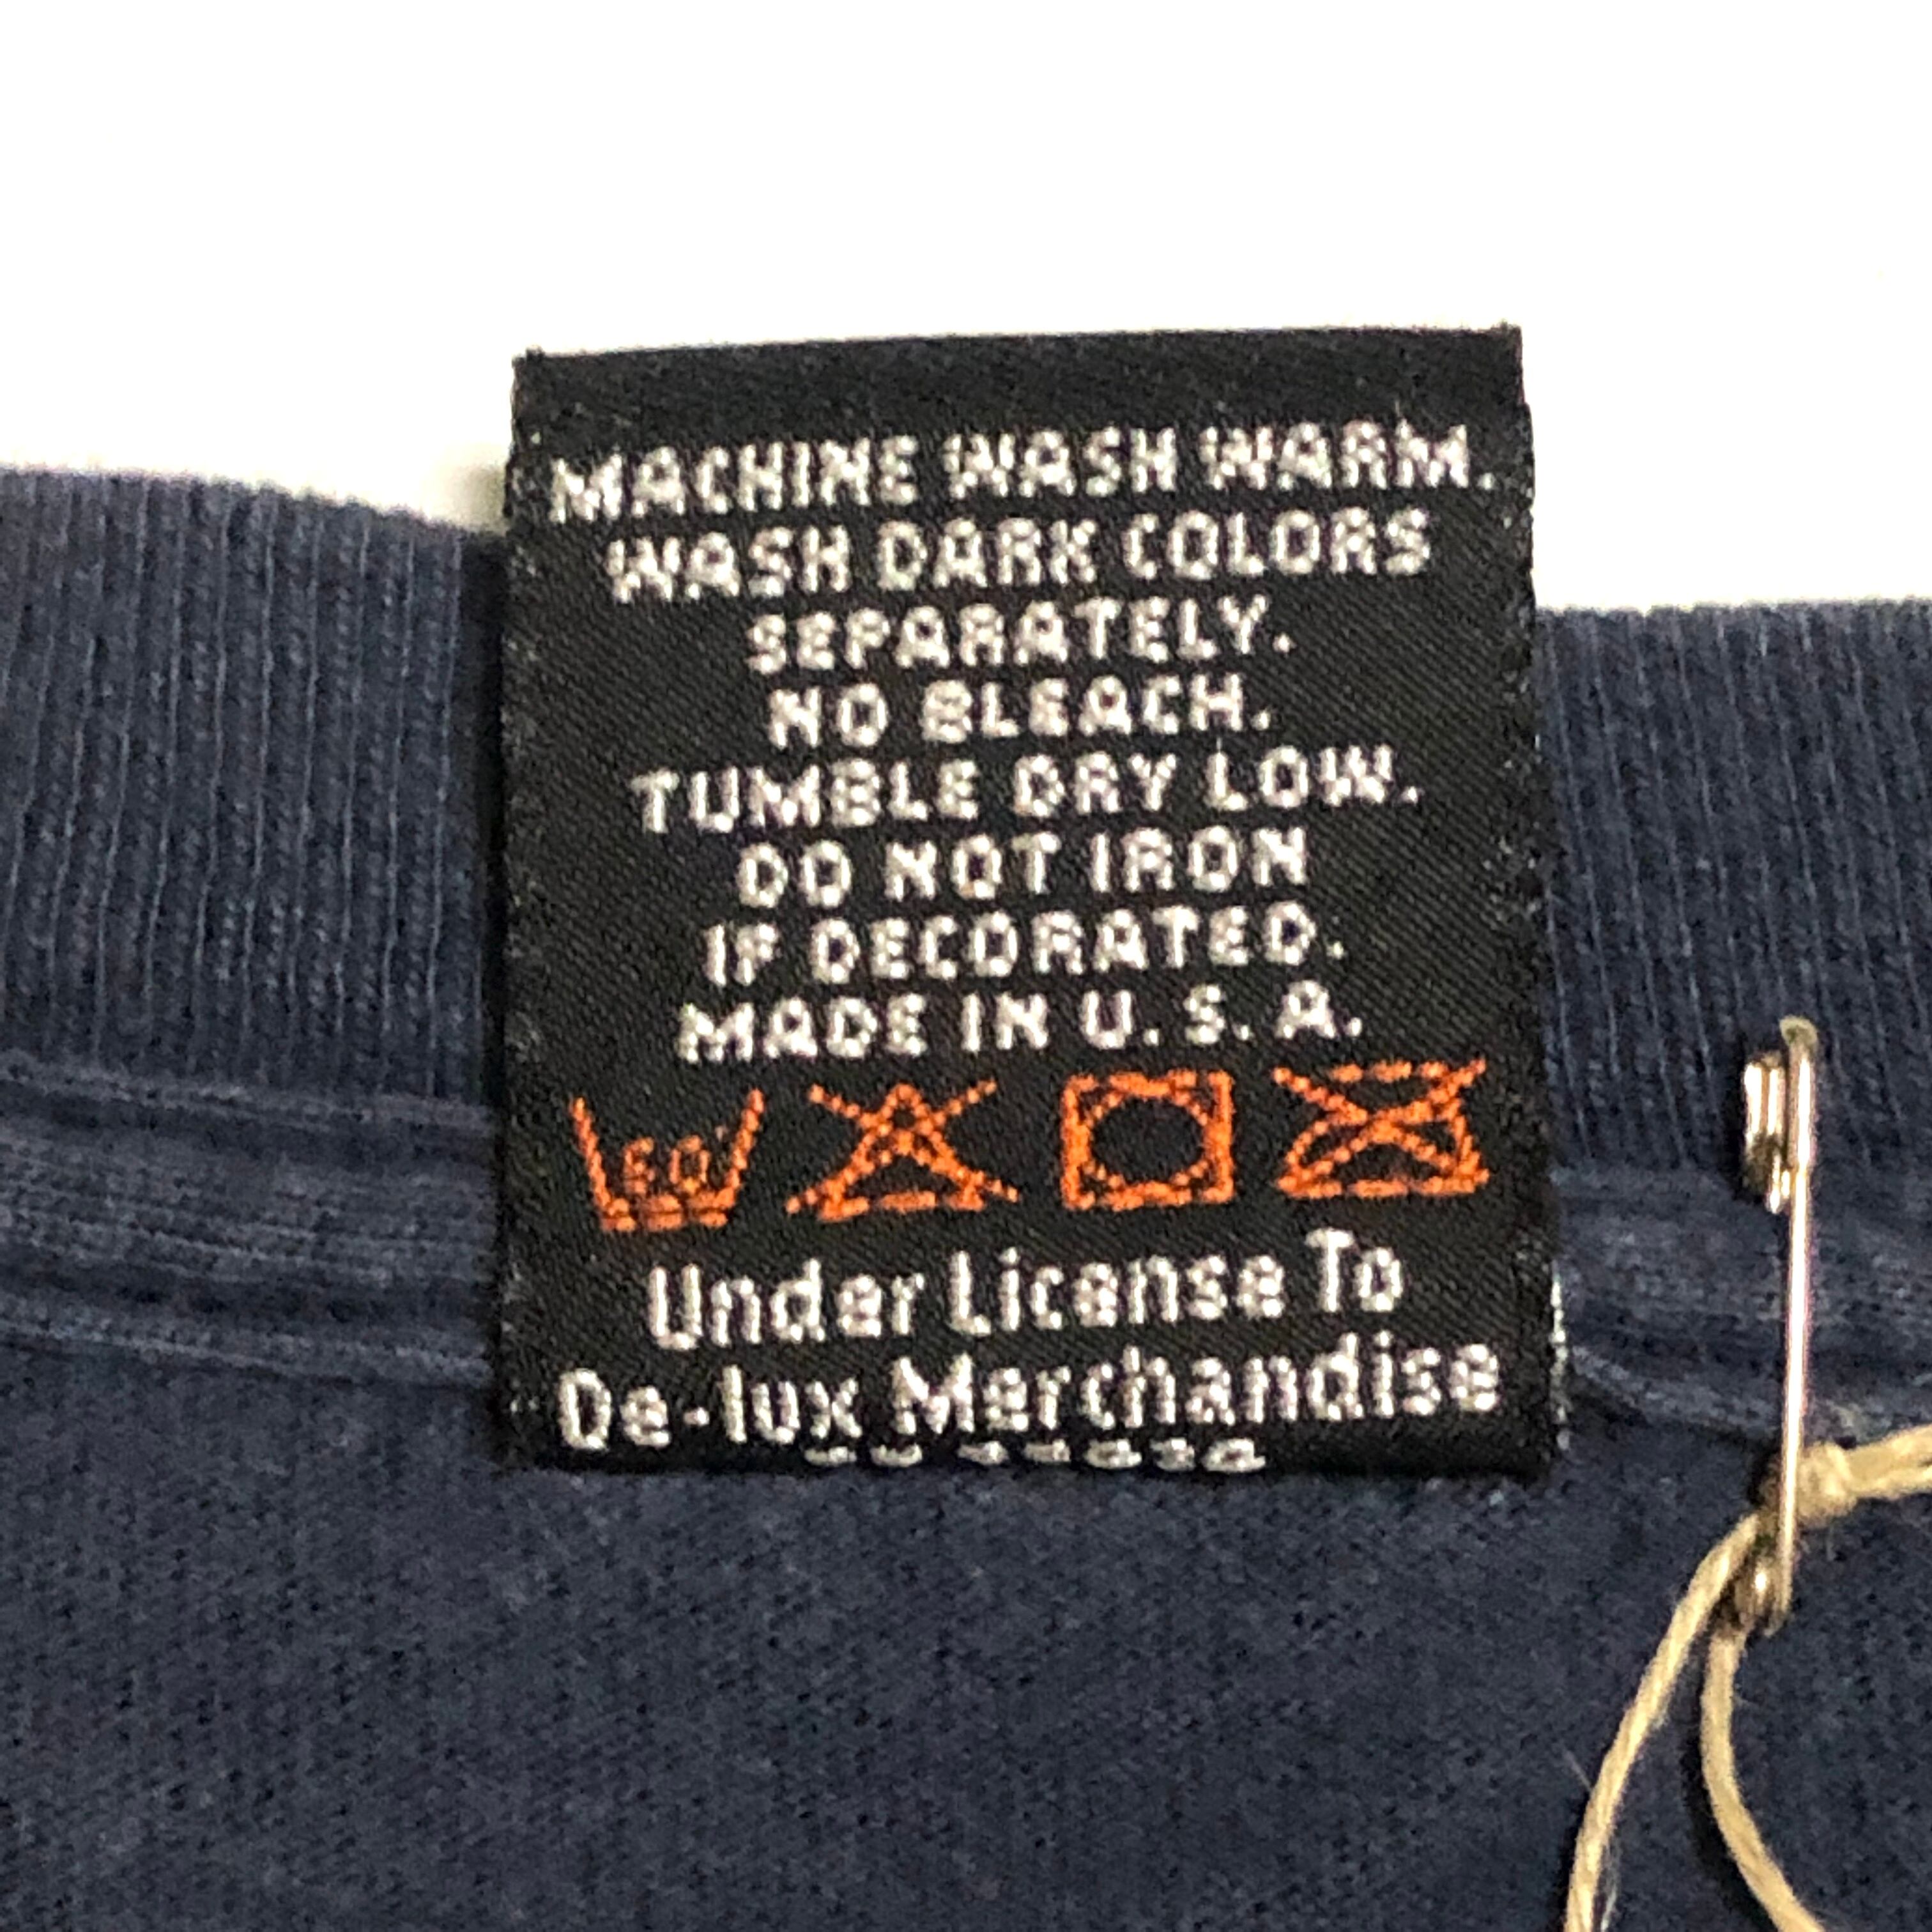 MACHINE WASH WARM.
WASH DARK COLORS
SEPARATELY.
NO BLEACH.
TUMBLE DRY LOW.
DO NOT IRON
IF DECORATED.
MADE IN U.S.A.
60°
Under License To
De-lux Merchandise